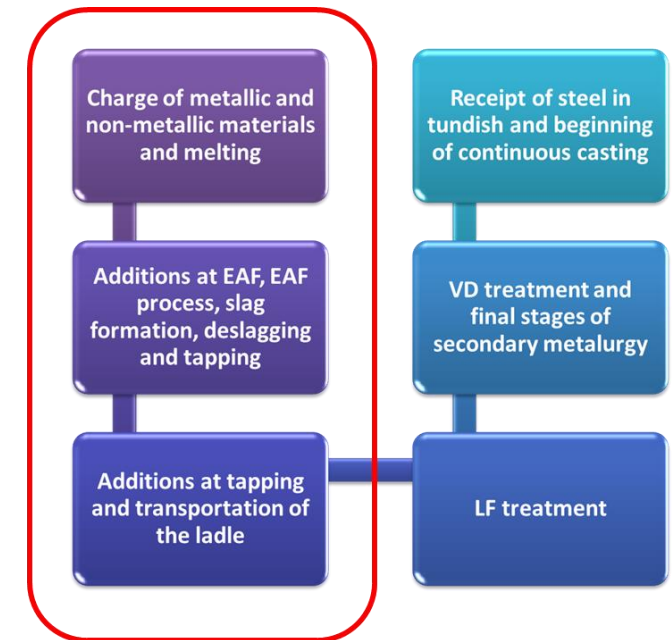 Charge of metallic and
non-metallic materials
and melting
Additions at EAF, EAF
process, slag
formation, deslagging
and tapping
Additions at tapping
and transportation of
the ladle
LF treatment
VD treatment and
final stages of
secondary metalurgy
Receipt of steel in
tundish and beginning
of continuous casting